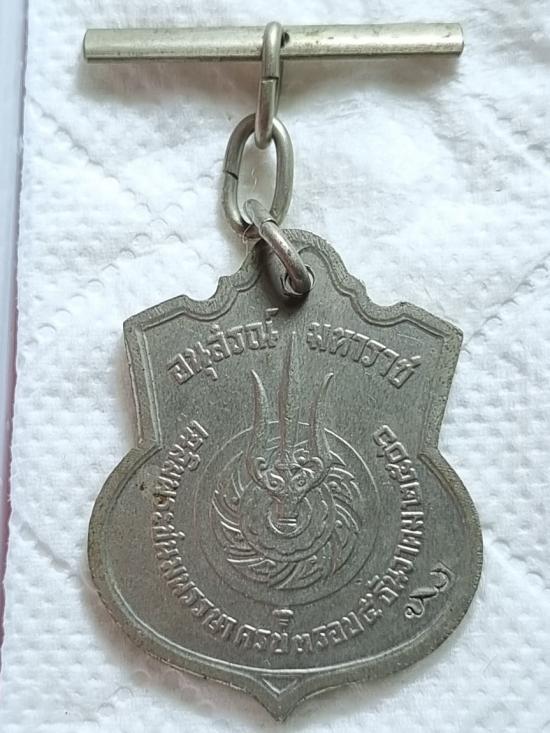 อนุสรณ์ มหาราช
เฉลิมพระชนมพรรษา ครบ ๓ รอบ ๕ ธันวาคม ๒๕๐๖